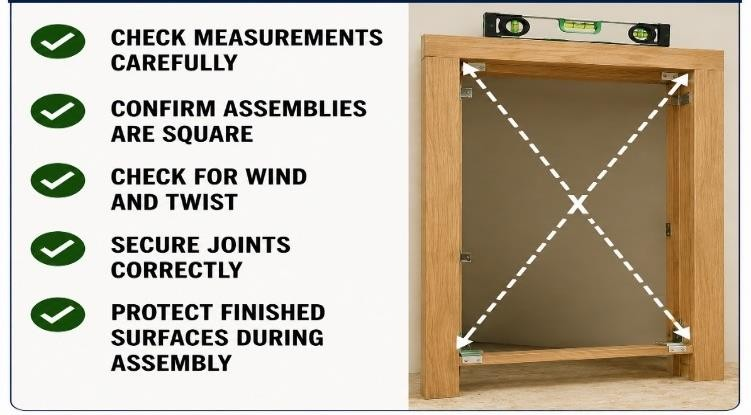 CHECK MEASUREMENTS
CAREFULLY
CONFIRM ASSEMBLIES
ARE SQUARE
CHECK FOR WIND
AND TWIST
SECURE JOINTS
CORRECTLY
PROTECT FINISHED
SURFACES DURING
ASSEMBLY
X